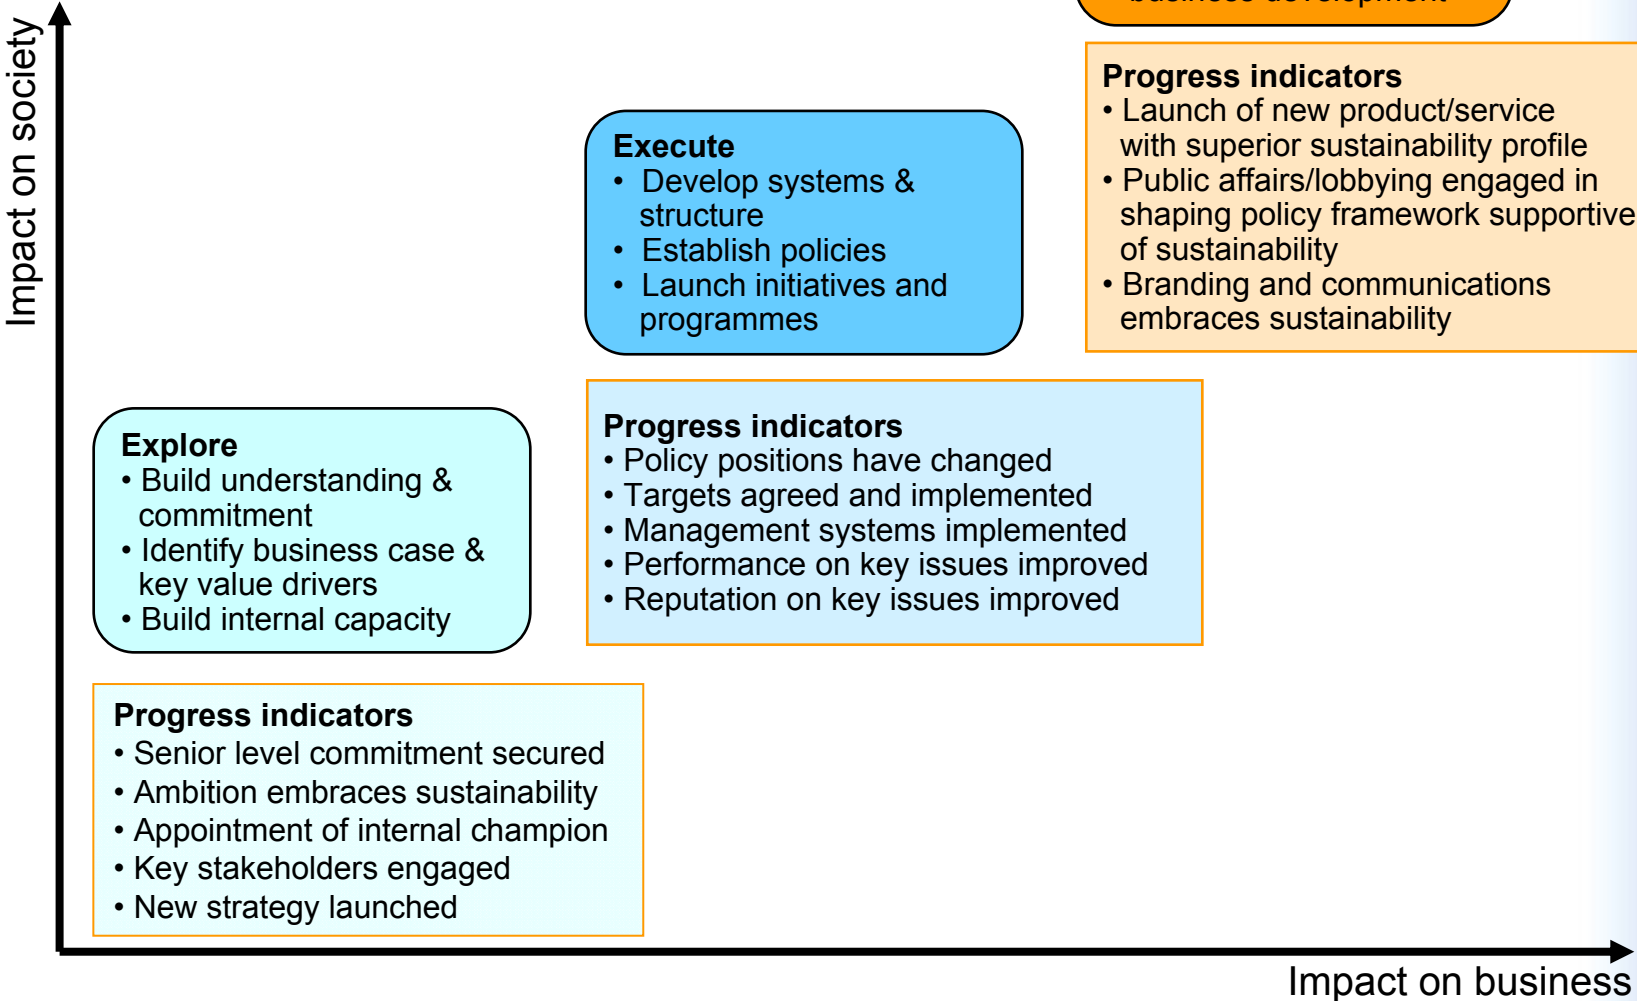 business development
Impact on society
Progress indicators
• Launch of new product/service
with superior sustainability profile
• Public affairs/lobbying engaged in
shaping policy framework supportive
of sustainability
• Branding and communications
embraces sustainability
Execute
• Develop systems &
structure
• Establish policies
• Launch initiatives and
programmes
Progress indicators
• Policy positions have changed
• Targets agreed and implemented
• Management systems implemented
• Performance on key issues improved
• Reputation on key issues improved
Explore
• Build understanding &
commitment
• Identify business case &
key value drivers
• Build internal capacity
Progress indicators
• Senior level commitment secured
• Ambition embraces sustainability
• Appointment of internal champion
• Key stakeholders engaged
• New strategy launched
Impact on business